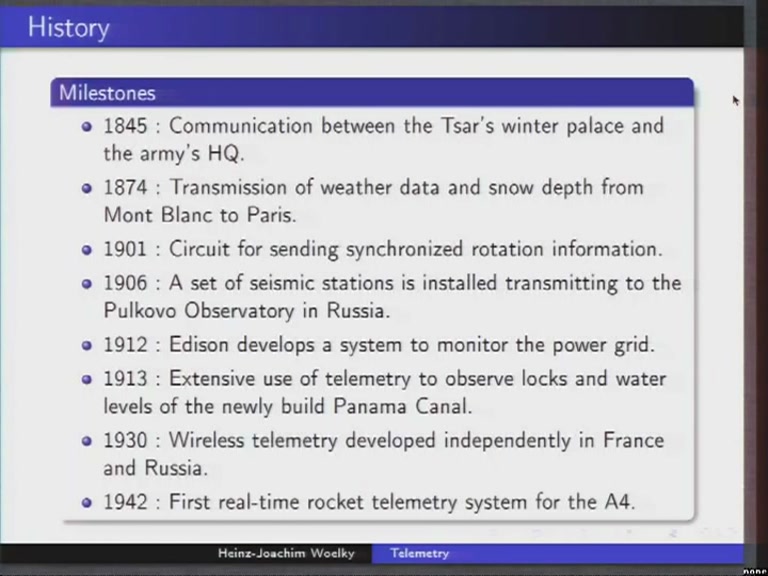 History
Milestones
1845 : Communication between the Tsar's winter palace and
the army's HQ.
1874 : Transmission of weather data and snow depth from
Mont Blanc to Paris.
1901 : Circuit for sending synchronized rotation information.
1906 : A set of seismic stations is installed transmitting to the
Pulkovo Observatory in Russia.
1912 : Edison develops a system to monitor the power grid.
1913 : Extensive use of telemetry to observe locks and water
levels of the newly build Panama Canal.
1930 : Wireless telemetry developed independently in France
and Russia.
1942 : First real-time rocket telemetry system for the A4.
Heinz-Joachim Woelky
Telemetry